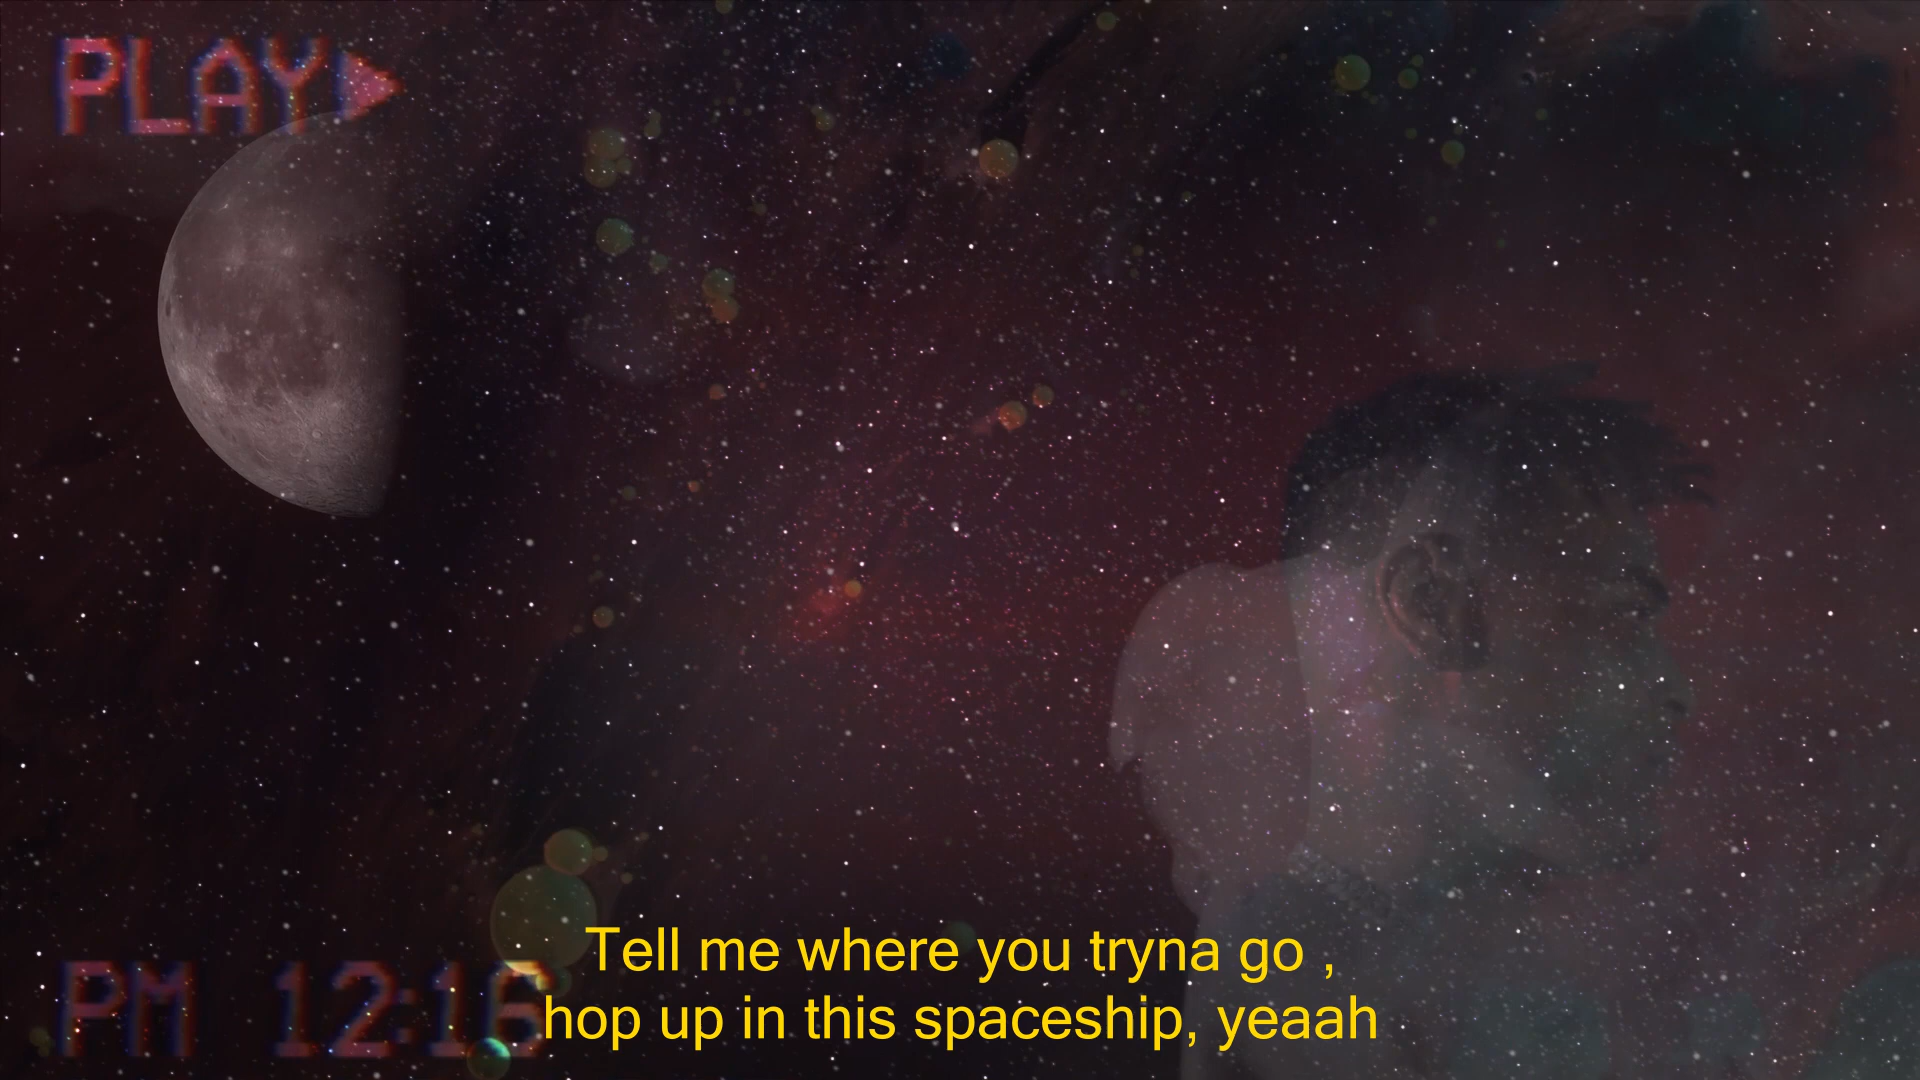 PLAY
Tell me where you tryna go ,
hop up in this spaceship, yeaah
PM 12:16